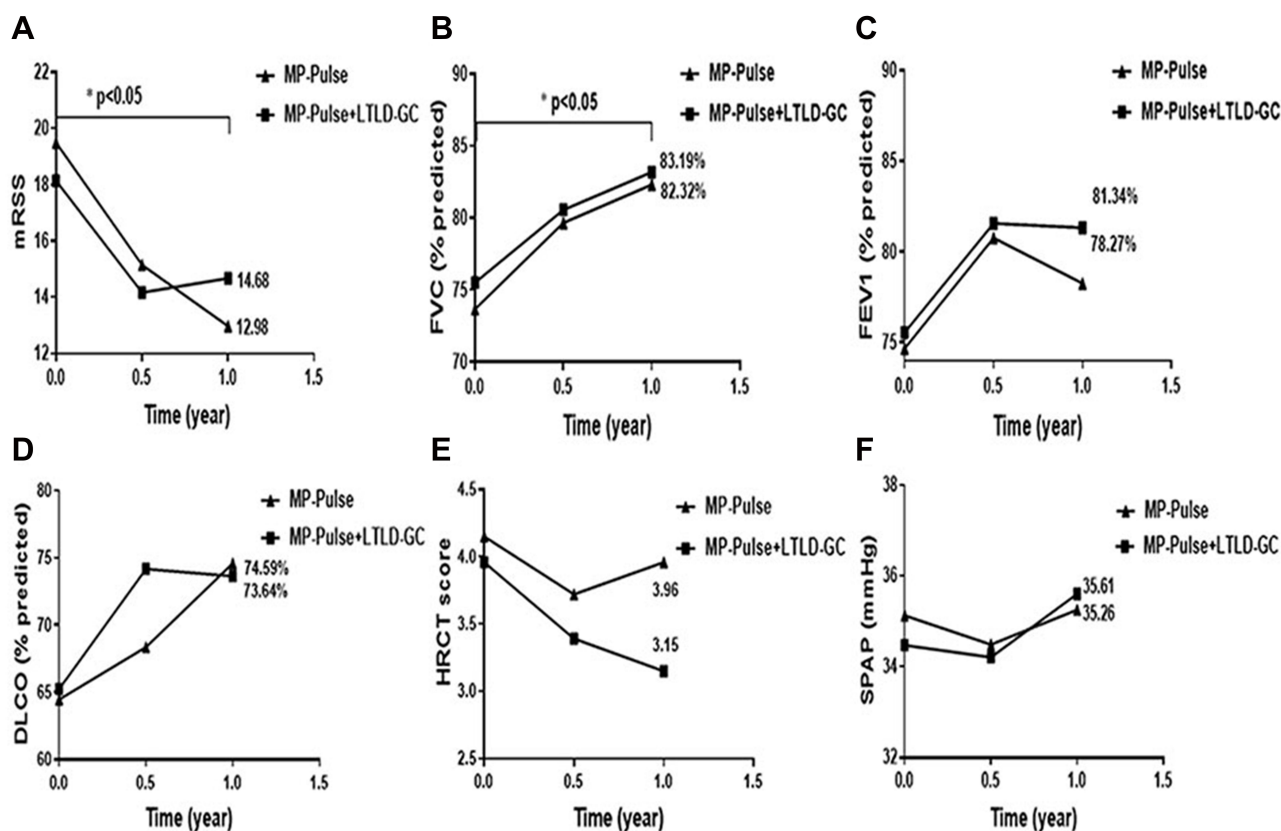 A
mRSS
22
20
18
16
14
12
* p<0.05
MP-Pulse
MP-Pulse+LTLD-GC
14.68
12.98
0.0 0.5 1.0 1.5
Time (year)
B
FVC (% predicted)
90
85
80
75
70
* p<0.05
MP-Pulse
MP-Pulse+LTLD-GC
83.19%
82.32%
0.0 0.5 1.0 1.5
Time (year)
C
FEV1 (% predicted)
90
85
80
75
MP-Pulse
MP-Pulse+LTLD-GC
81.34%
78.27%
0.0 0.5 1.0 1.5
Time (year)
D
DLCO (% predicted)
80
75
70
65
60
MP-Pulse
MP-Pulse+LTLD-GC
74.59%
73.64%
0.0 0.5 1.0 1.5
Time (year)
E
HRCT score
4.5
4.0
3.5
3.0
2.5
MP-Pulse
MP-Pulse+LTLD-GC
3.96
3.15
0.0 0.5 1.0 1.5
Time (year)
F
SPAP (mmHg)
38
36
34
32
MP-Pulse
MP-Pulse+LTLD-GC
35.61
35.26
0.0 0.5 1.0 1.5
Time (year)